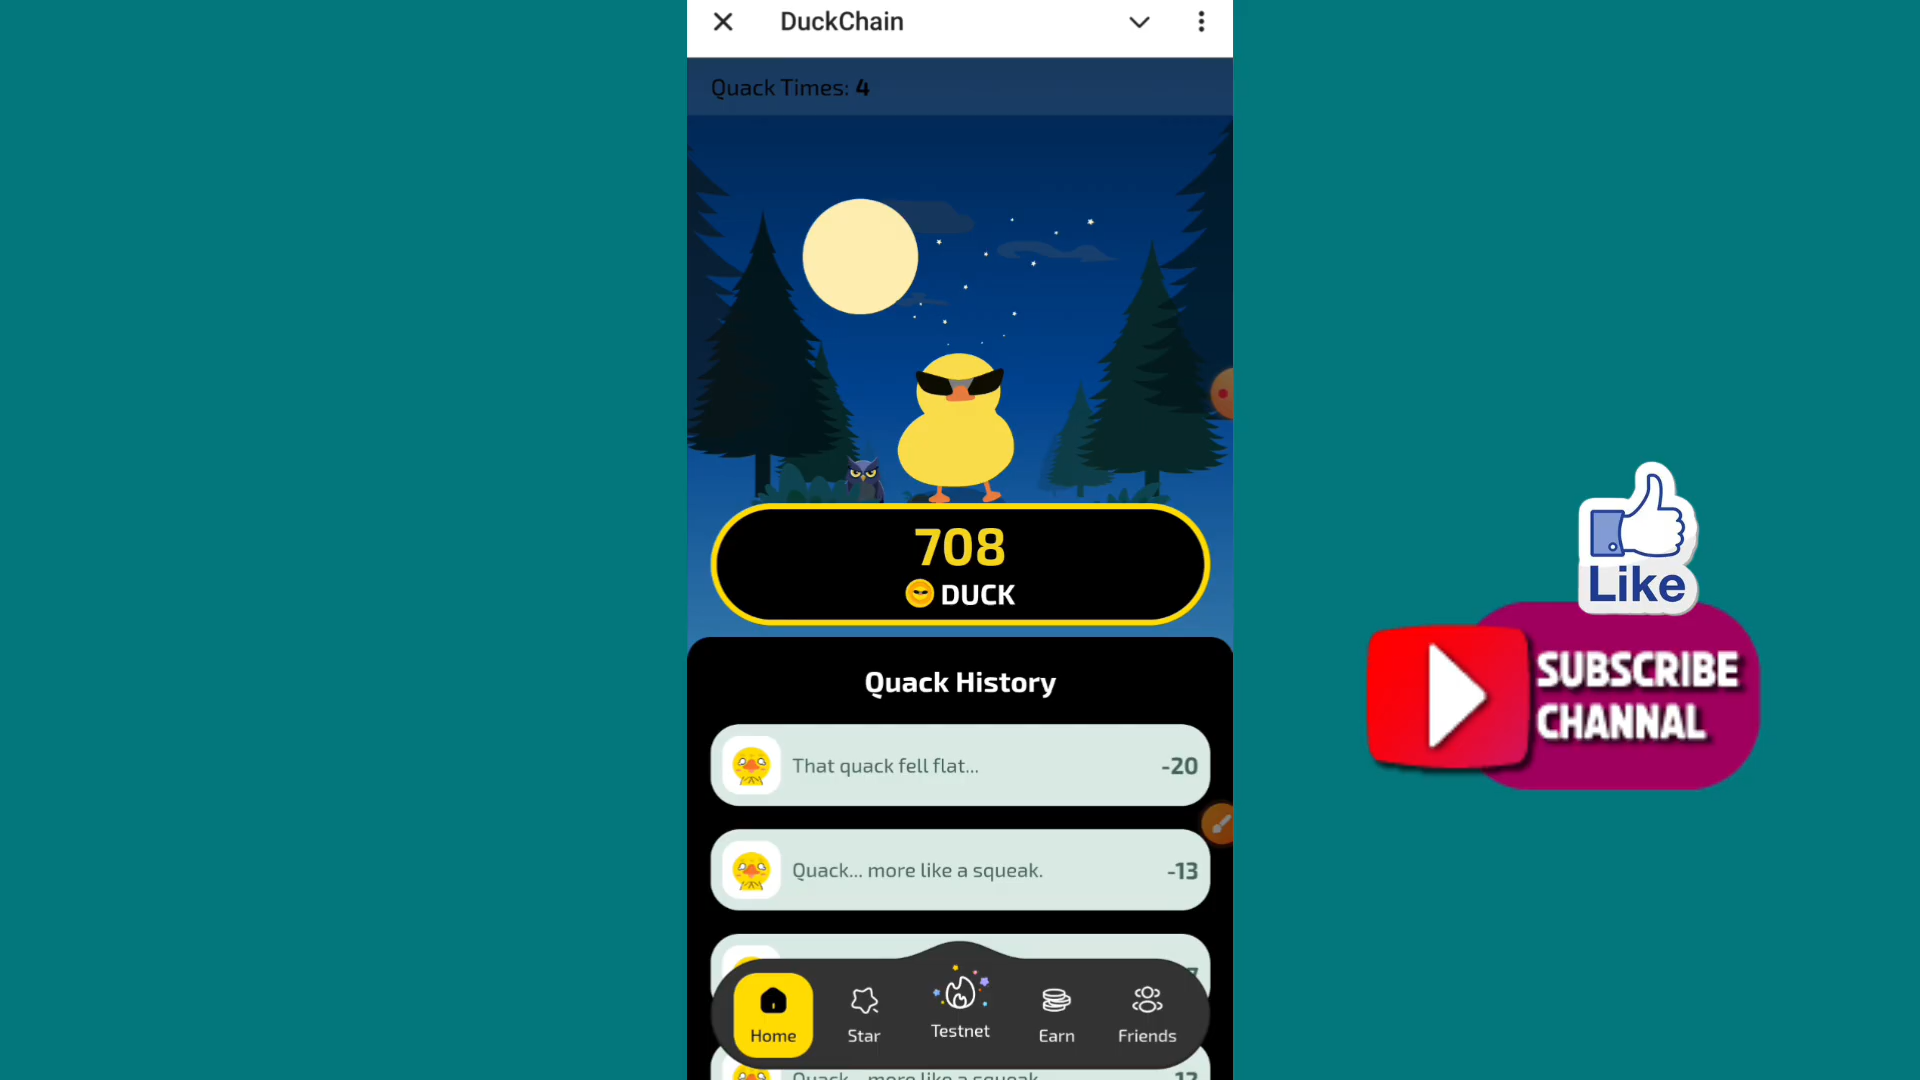 DuckChain
Quack Times: 4
708
DUCK
Quack History
That quack fell flat...
-20
Quack... more like a squeak.
-13
Home
Star
Testnet
Earn
Friends
Like
SUBSCRIBE
CHANNAL